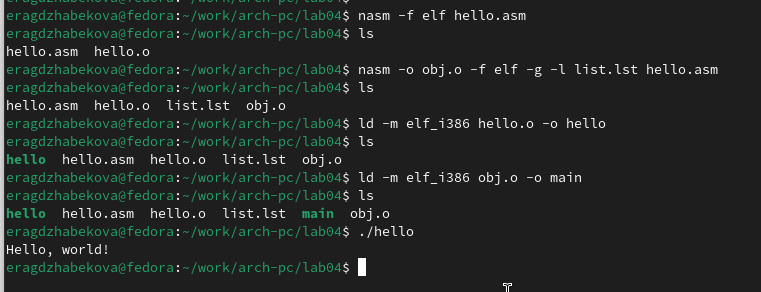 eragdzhabekova@fedora:~/work/arch-pc/lab04$ nasm -f elf hello.asm
eragdzhabekova@fedora:~/work/arch-pc/lab04$ ls
hello.asm  hello.o
eragdzhabekova@fedora:~/work/arch-pc/lab04$ nasm -o obj.o -f elf -g -l list.lst hello.asm
eragdzhabekova@fedora:~/work/arch-pc/lab04$ ls
hello.asm  hello.o  list.lst  obj.o
eragdzhabekova@fedora:~/work/arch-pc/lab04$ ld -m elf_i386 hello.o -o hello
eragdzhabekova@fedora:~/work/arch-pc/lab04$ ls
hello  hello.asm  hello.o  list.lst  obj.o
eragdzhabekova@fedora:~/work/arch-pc/lab04$ ld -m elf_i386 obj.o -o main
eragdzhabekova@fedora:~/work/arch-pc/lab04$ ls
hello  hello.asm  hello.o  list.lst  main  obj.o
eragdzhabekova@fedora:~/work/arch-pc/lab04$ ./hello
Hello, world!
eragdzhabekova@fedora:~/work/arch-pc/lab04$